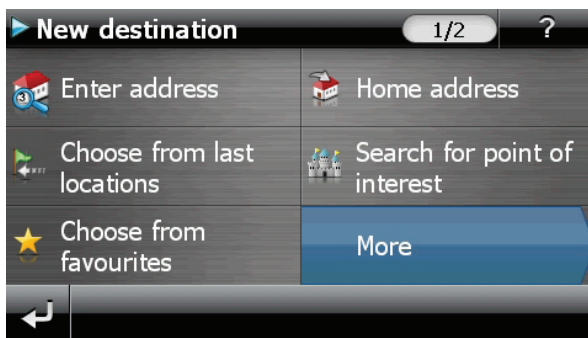 New destination
1/2
?
Enter address
Home address
Choose from last
locations
Search for point of
interest
Choose from
favourites
More